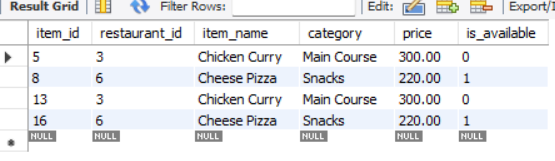 Result Grid Filter Rows: Edit: Export/I
item_id restaurant_id item_name category price is_available
5 3 Chicken Curry Main Course 300.00 0
8 6 Cheese Pizza Snacks 220.00 1
13 3 Chicken Curry Main Course 300.00 0
16 6 Cheese Pizza Snacks 220.00 1
NULL NULL NULL NULL NULL NULL